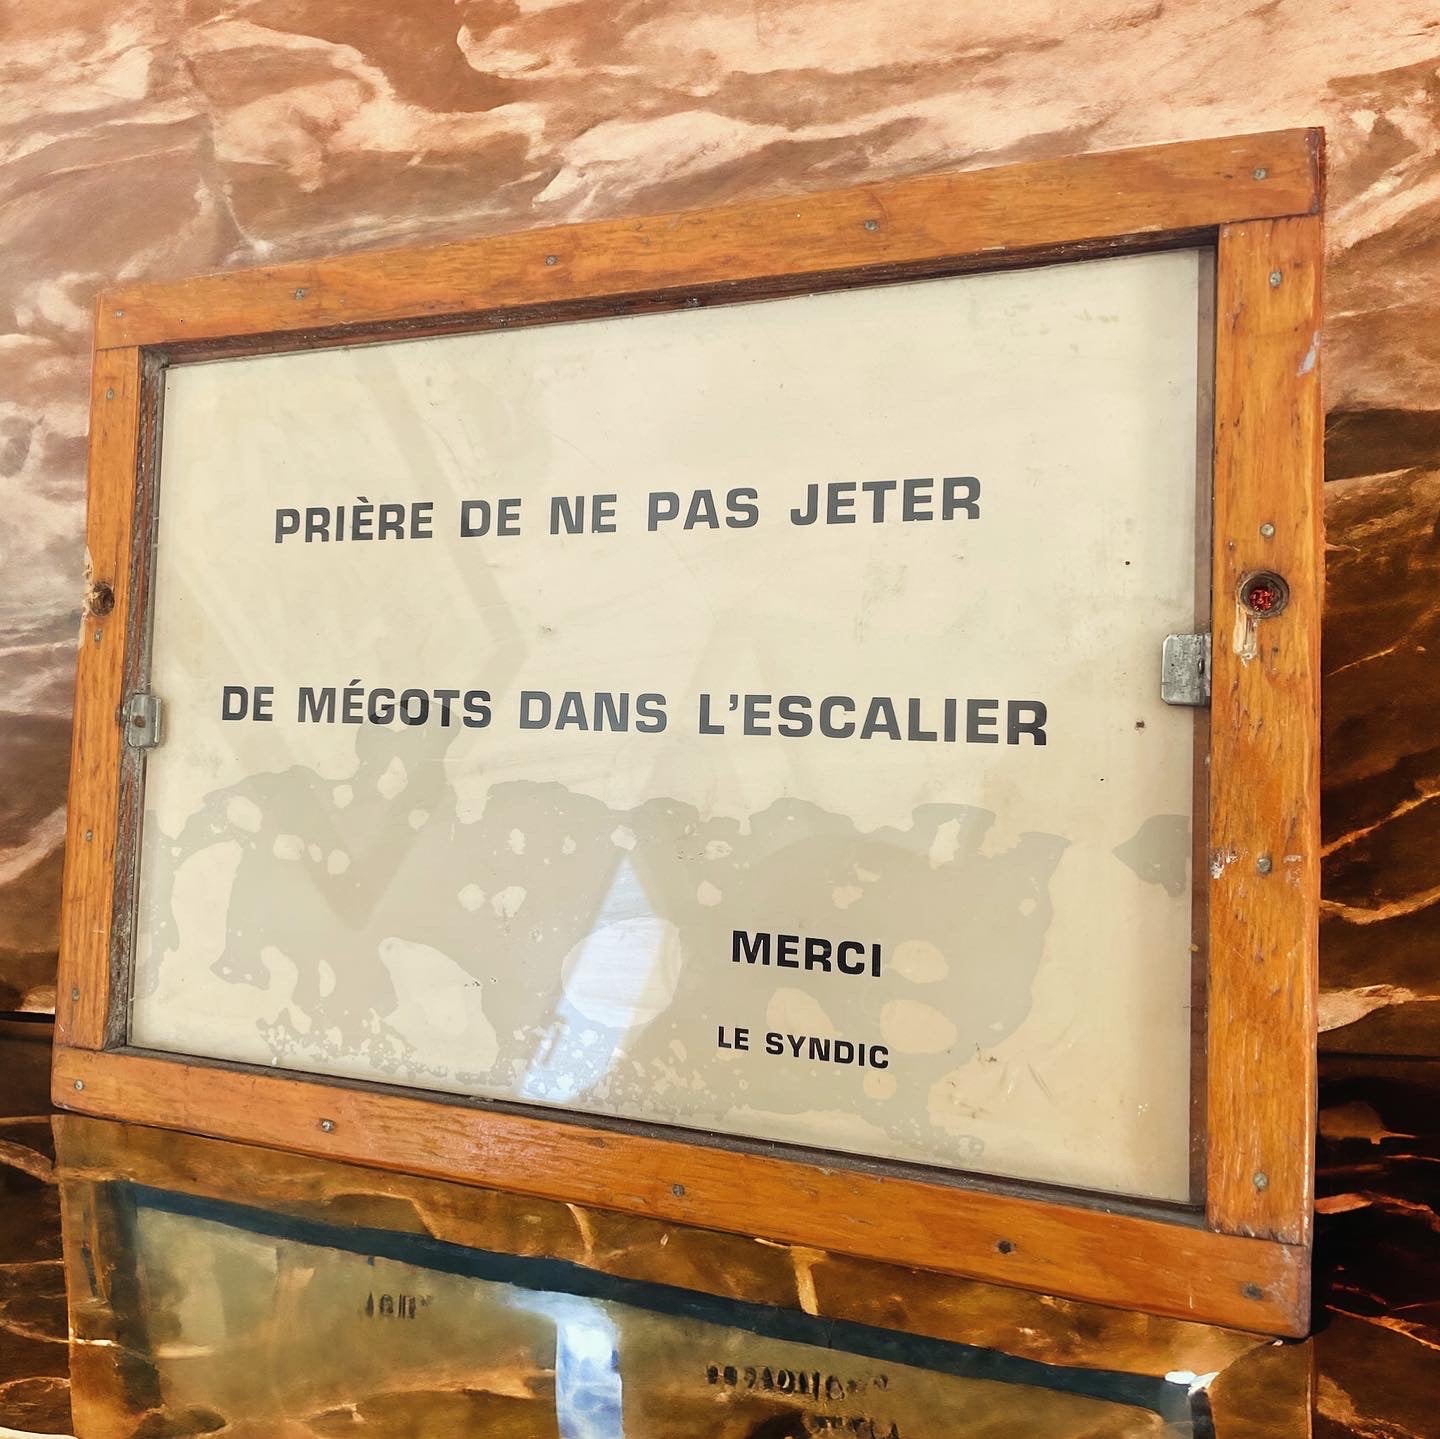 PRIÈRE DE NE PAS JETER
DE MÉGOTS DANS L'ESCALIER
MERCI
LE SYNDIC